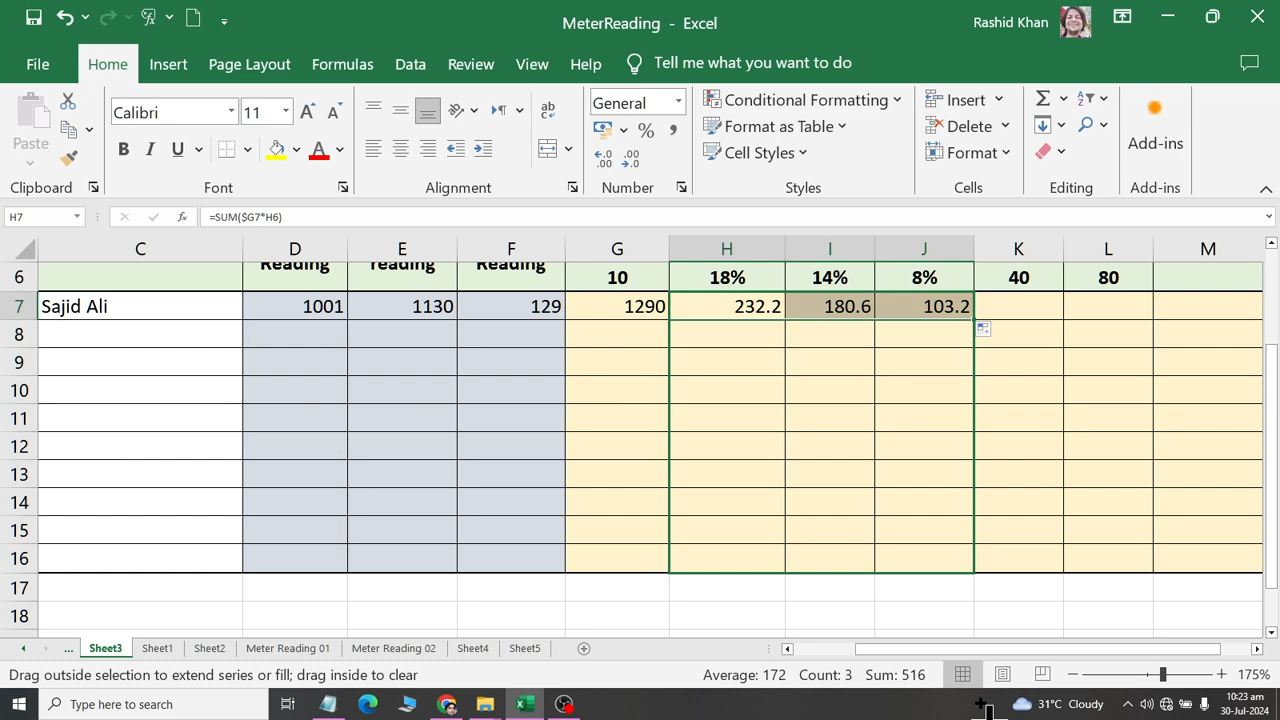 MeterReading - Excel
Rashid Khan
File Home Insert Page Layout Formulas Data Review View Help Tell me what you want to do
Paste
Calibri 11
B I U
ab
General
% ,
Conditional Formatting
Format as Table
Cell Styles
Insert
Delete
Format
Add-ins
Clipboard Font Alignment Number Styles Cells Editing Add-ins
H7 fx =SUM($G7*H6)
C D E F G H I J K L M
Reading reading Reading
6 10 18% 14% 8% 40 80
7 Sajid Ali 1001 1130 129 1290 232.2 180.6 103.2
8
9
10
11
12
13
14
15
16
17
18
... Sheet3 Sheet1 Sheet2 Meter Reading 01 Meter Reading 02 Sheet4 Sheet5
Drag outside selection to extend series or fill; drag inside to clear Average: 172 Count: 3 Sum: 516 175%
Type here to search 31°C Cloudy 10:23 am
30-Jul-2024